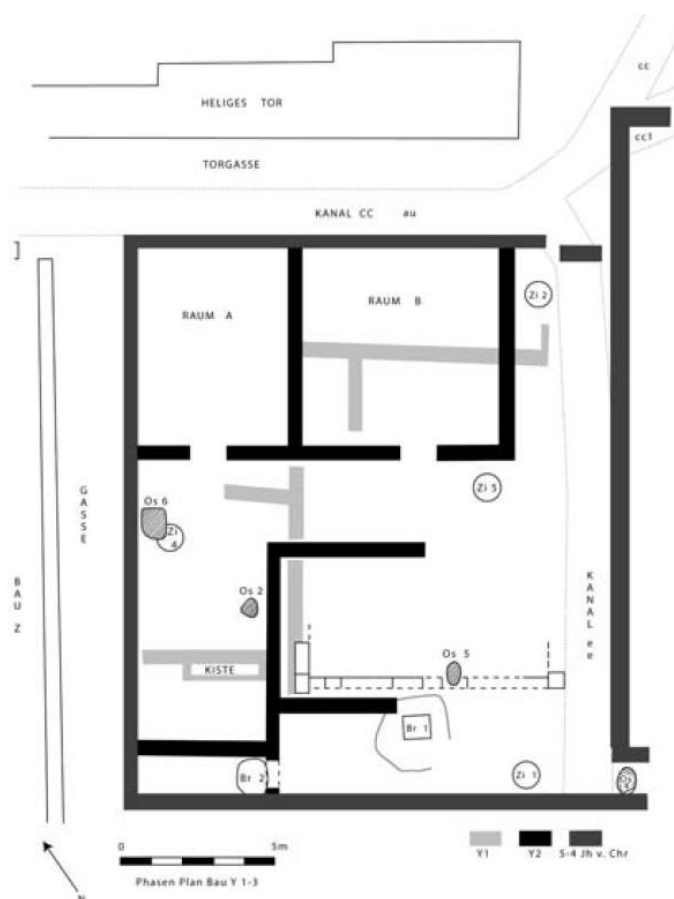 cc
HELIGES TOR
cc1
TORGASSE
KANAL CC au
Zi 2
RAUM A
RAUM B
GASSE
Zi 5
Os 6
Zi 4
BAU Z
KANAL ee
Os 2
Os 5
KISTE
Br 1
Br 2
Zi 1
0 5m
Y1 Y2 5-4 Jh v. Chr
Phasen Plan Bau Y 1-3
N